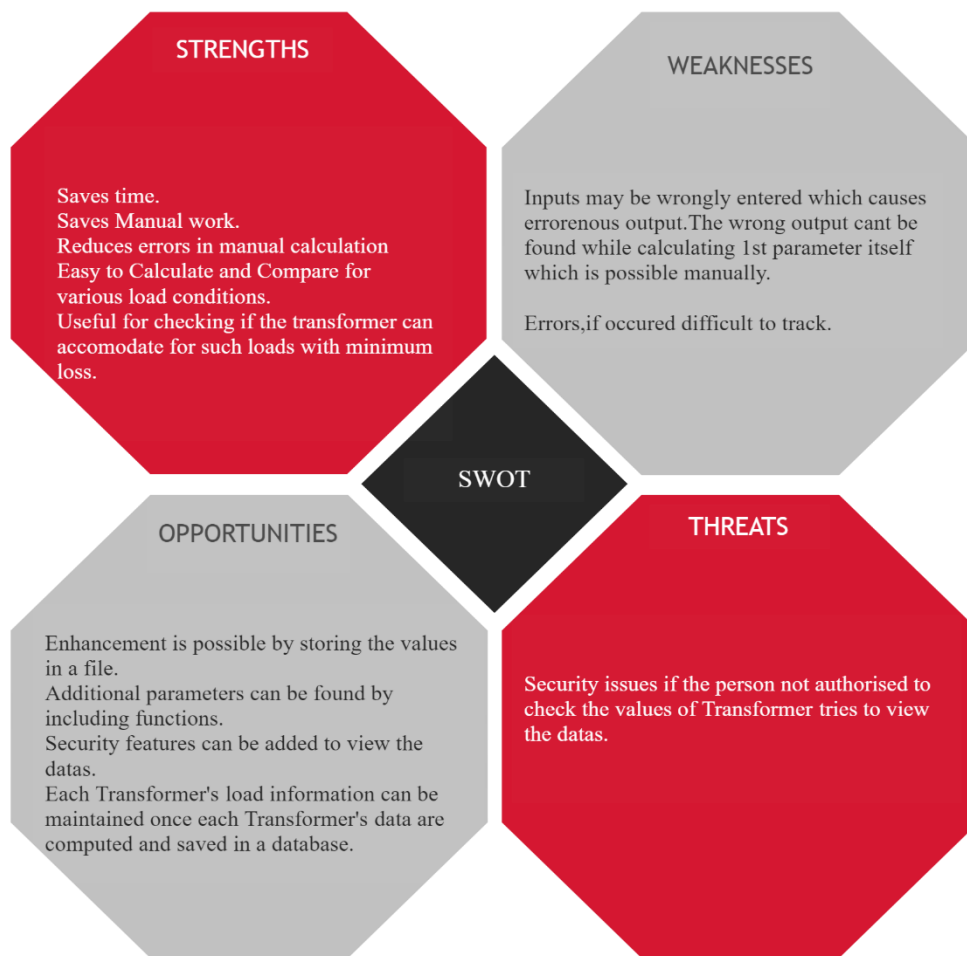 STRENGTHS
Saves time.
Saves Manual work.
Reduces errors in manual calculation
Easy to Calculate and Compare for
various load conditions.
Useful for checking if the transformer can
accomodate for such loads with minimum
loss.
WEAKNESSES
Inputs may be wrongly entered which causes
errorenous output.The wrong output cant be
found while calculating 1st parameter itself
which is possible manually.
Errors,if occured difficult to track.
SWOT
OPPORTUNITIES
Enhancement is possible by storing the values
in a file.
Additional parameters can be found by
including functions.
Security features can be added to view the
datas.
Each Transformer's load information can be
maintained once each Transformer's data are
computed and saved in a database.
THREATS
Security issues if the person not authorised to
check the values of Transformer tries to view
the datas.